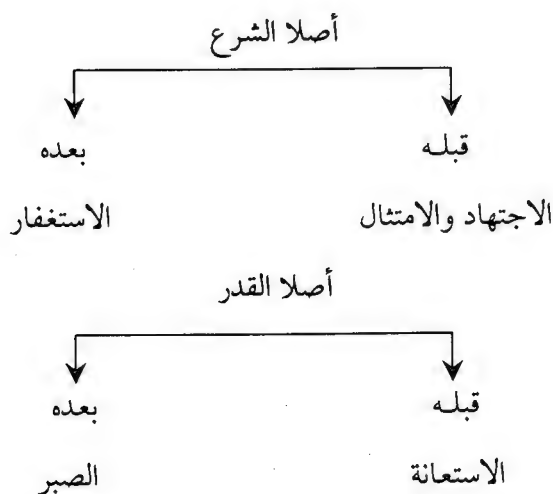 أصلا الشرع
قبله بعده
الاجتهاد والامتثال الاستغفار
أصلا القدر
قبله بعده
الاستعانة الصبر